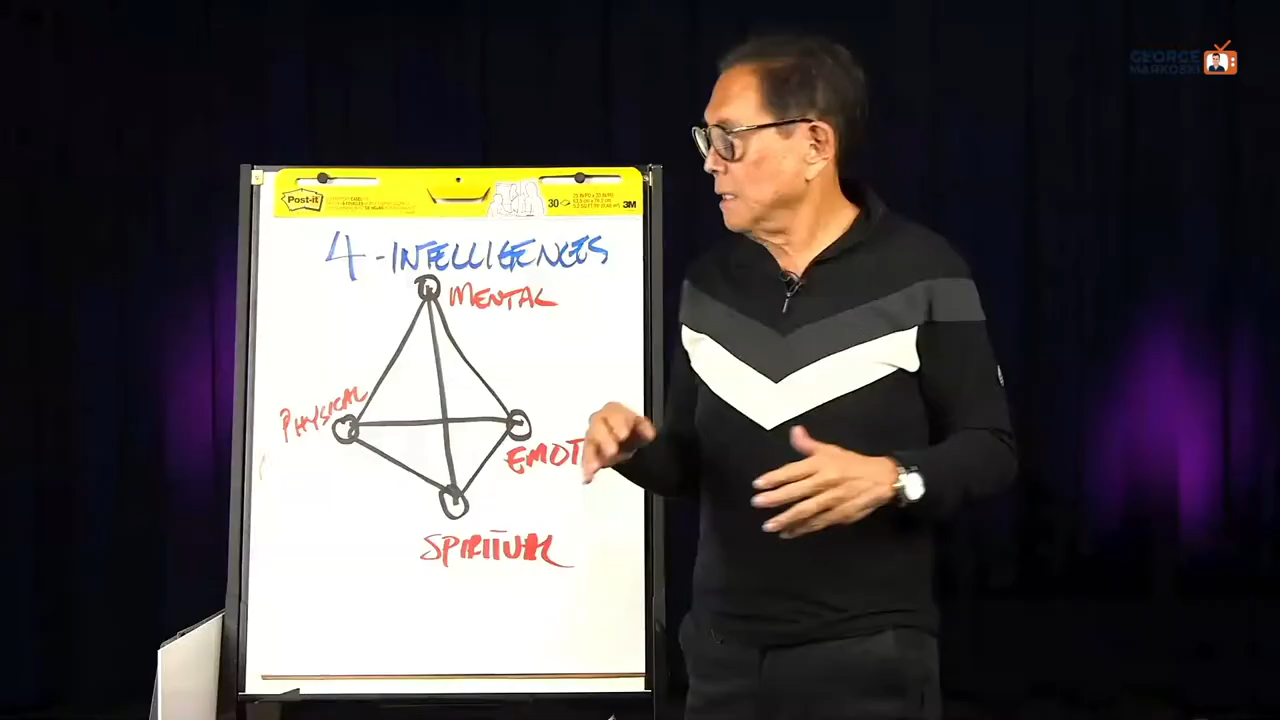 GEORGE
MARKOSKI
Post-it
30
3M
4 - INTELLIGENCES
MENTAL
PHYSICAL
EMOT
SPIRITUAL